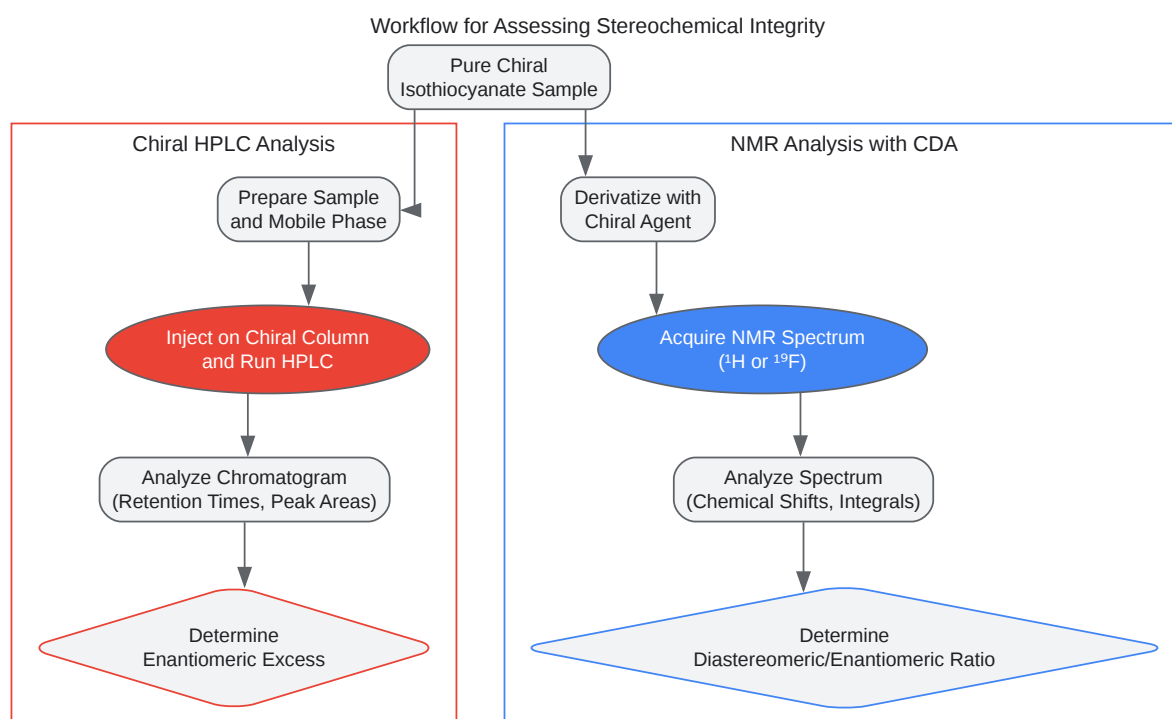 Workflow for Assessing Stereochemical Integrity
Pure Chiral
Isothiocyanate Sample
Chiral HPLC Analysis
Prepare Sample
and Mobile Phase
Inject on Chiral Column
and Run HPLC
Analyze Chromatogram
(Retention Times, Peak Areas)
Determine
Enantiomeric Excess
NMR Analysis with CDA
Derivatize with
Chiral Agent
Acquire NMR Spectrum
(¹H or ¹⁹F)
Analyze Spectrum
(Chemical Shifts, Integrals)
Determine
Diastereomeric/Enantiomeric Ratio